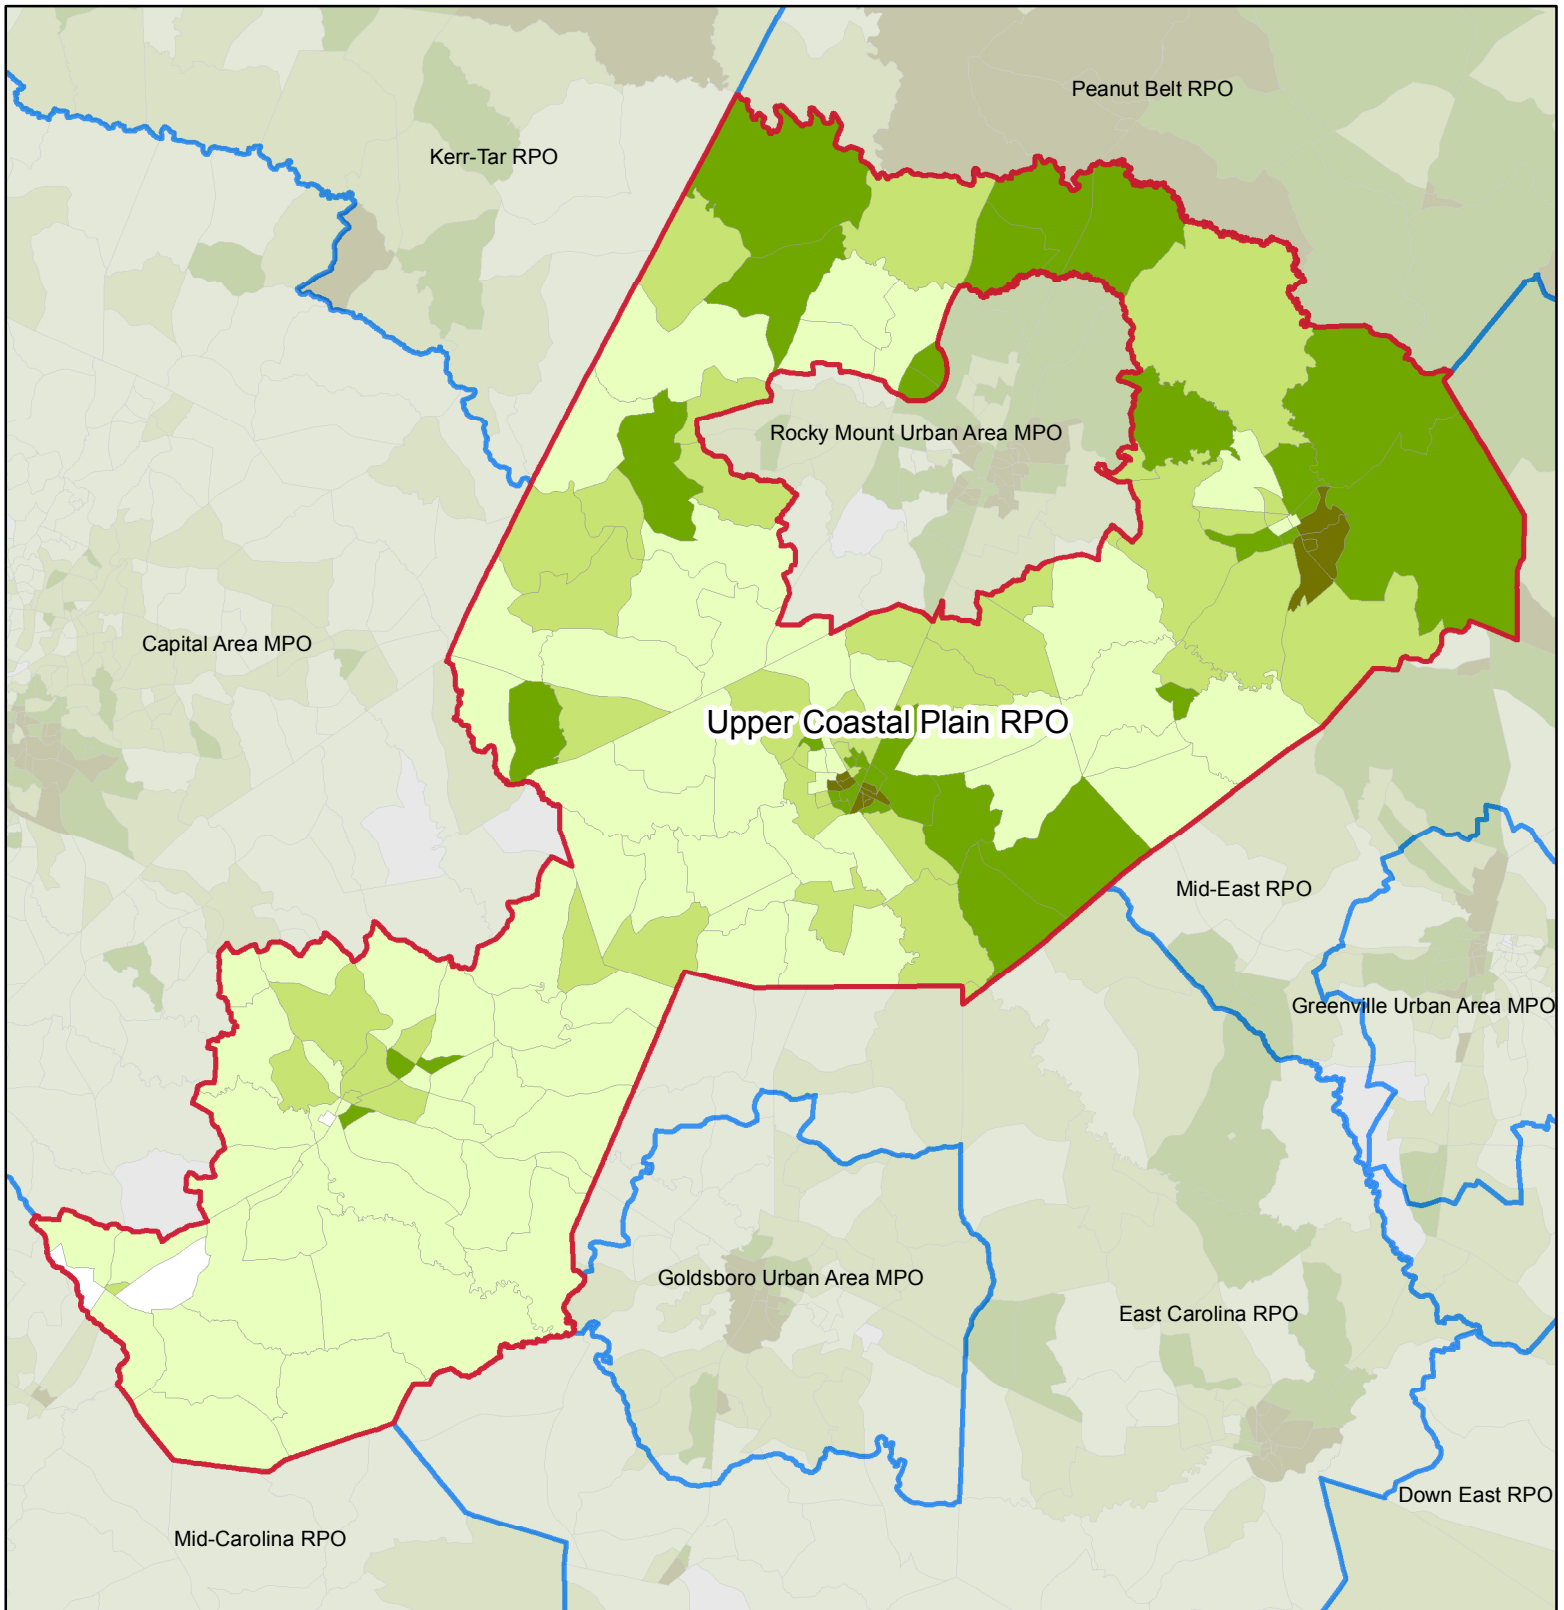 Peanut Belt RPO
Kerr-Tar RPO
Rocky Mount Urban Area MPO
Capital Area MPO
Upper Coastal Plain RPO
Mid-East RPO
Greenville Urban Area MPO
Goldsboro Urban Area MPO
East Carolina RPO
Down East RPO
Mid-Carolina RPO